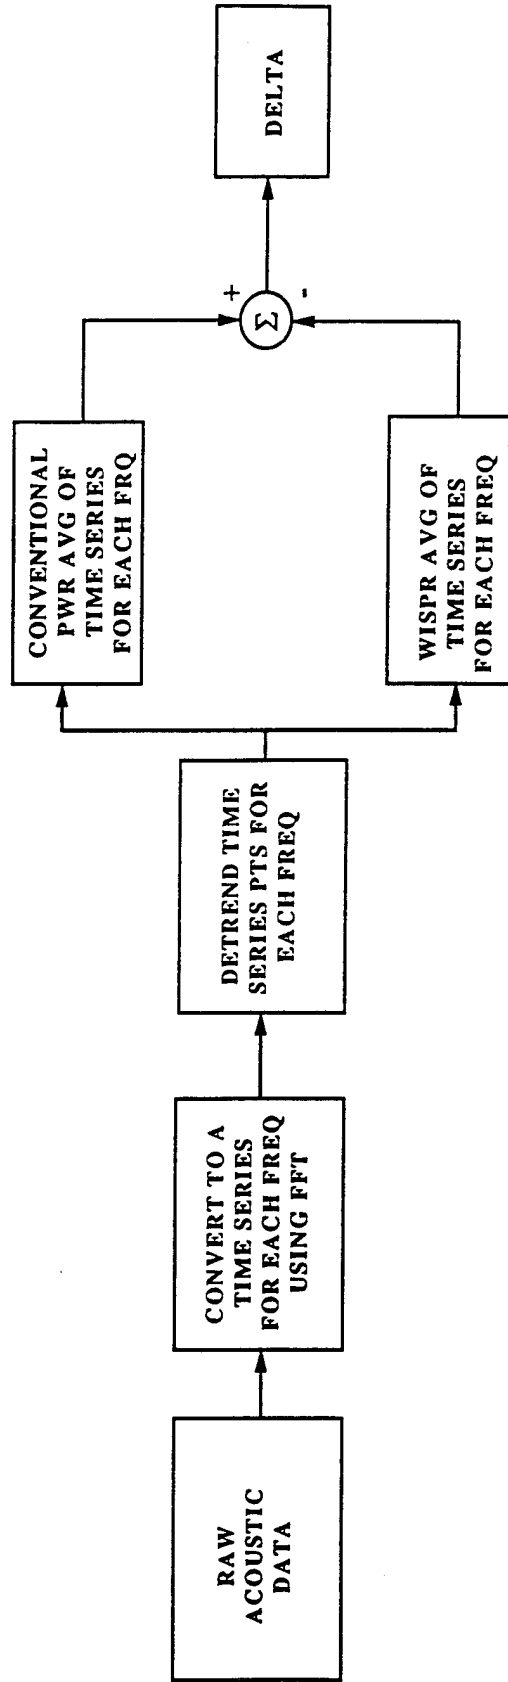 RAW
ACOUSTIC
DATA
CONVERT TO A
TIME SERIES
FOR EACH FREQ
USING FFT
DETREND TIME
SERIES PTS FOR
EACH FREQ
CONVENTIONAL
PWR AVG OF
TIME SERIES
FOR EACH FRQ
WISPR AVG OF
TIME SERIES
FOR EACH FREQ
+
Σ
-
DELTA